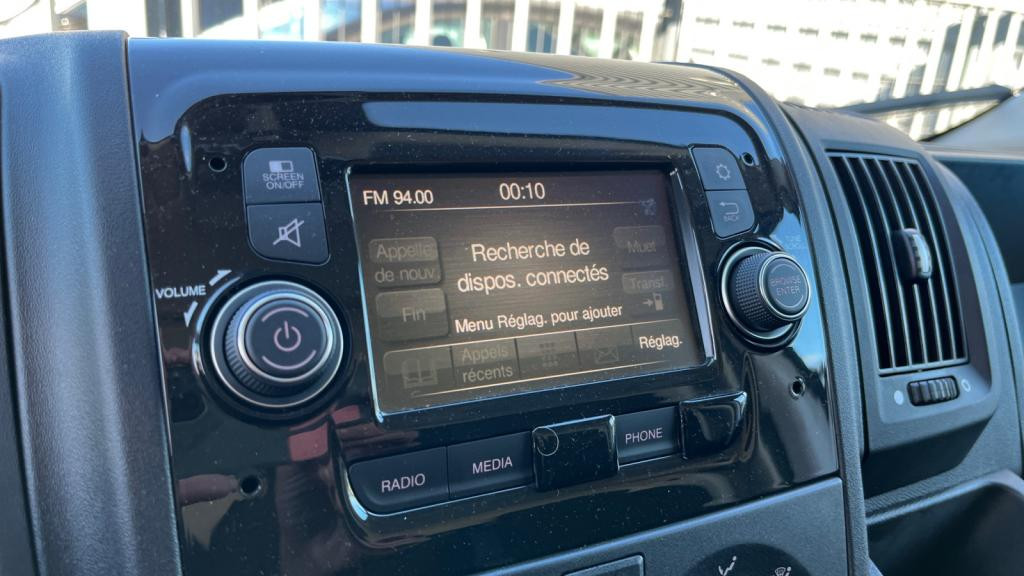 SCREEN
ON/OFF
FM 94.00
00:10
BACK
Appelle
de nouv.
Recherche de
dispos. connectés
Muet
Transf.
Fin
Menu Réglag. pour ajouter
Appels
récents
Réglag.
VOLUME
BROWSE
ENTER
RADIO
MEDIA
PHONE